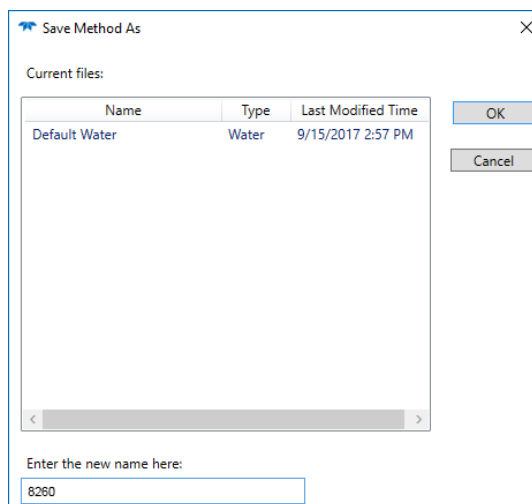 Save Method As
Current files:
Name Type Last Modified Time
Default Water Water 9/15/2017 2:57 PM
OK
Cancel
Enter the new name here:
8260